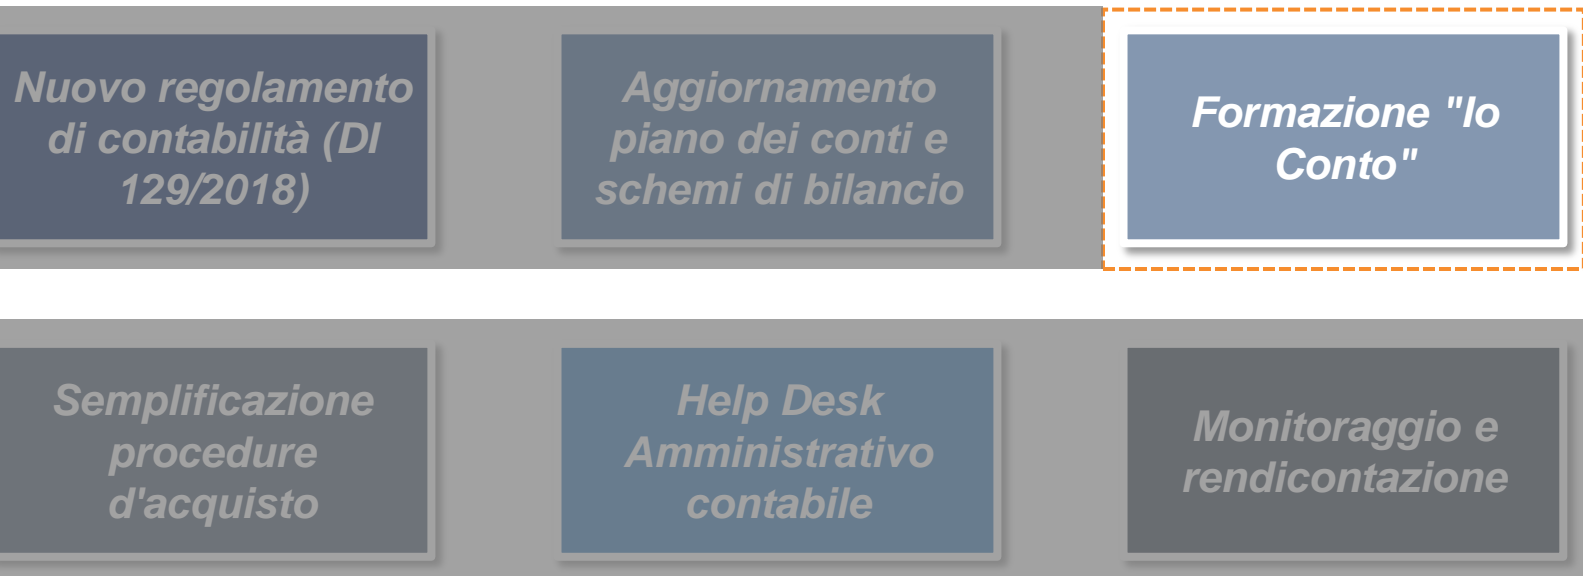 Nuovo regolamento
di contabilità (DI
129/2018)
Aggiornamento
piano dei conti e
schemi di bilancio
Formazione "Io
Conto"
Semplificazione
procedure
d'acquisto
Help Desk
Amministrativo
contabile
Monitoraggio e
rendicontazione